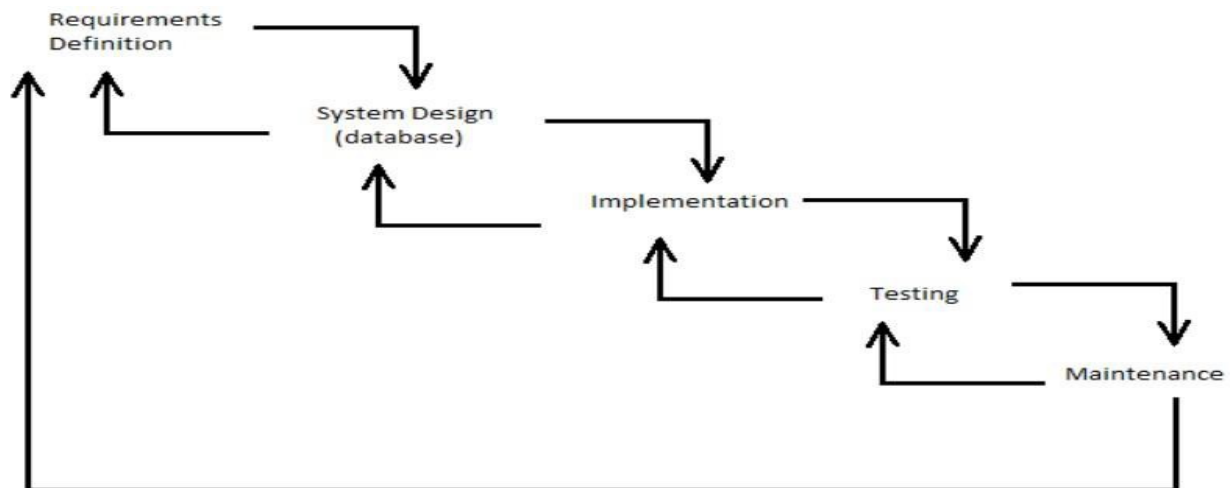 Requirements
Definition
System Design
(database)
Implementation
Testing
Maintenance